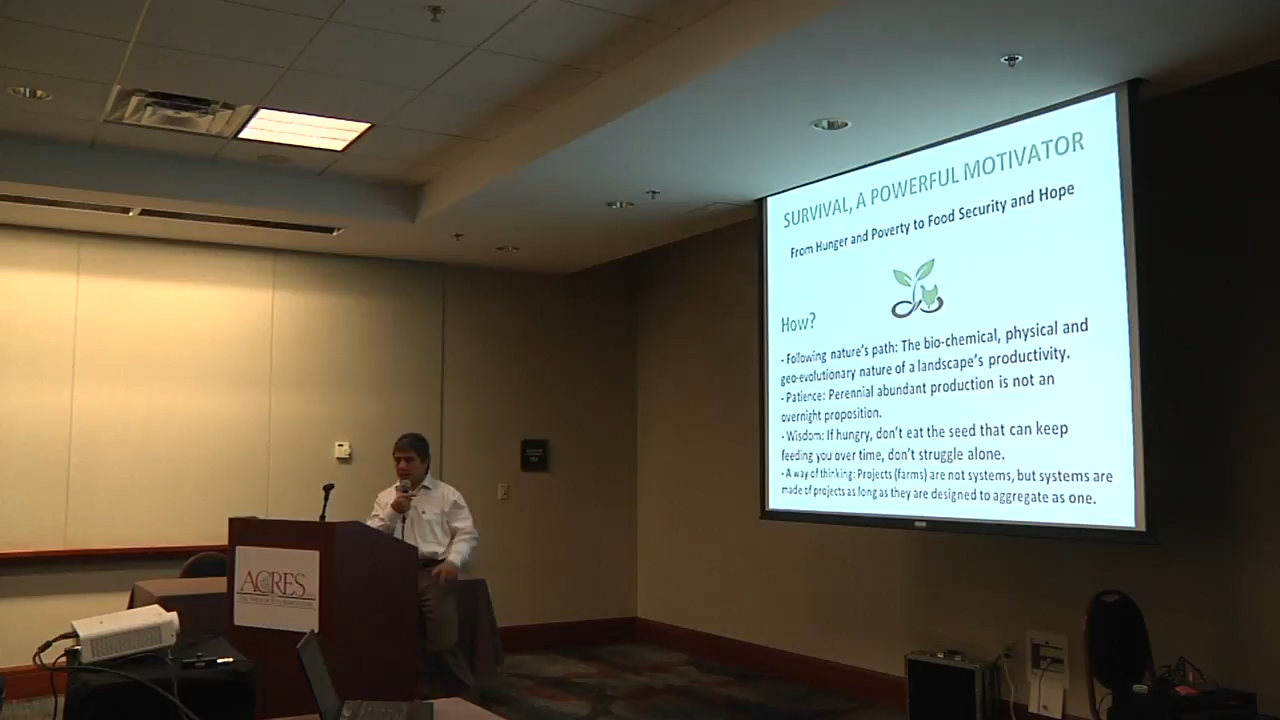 SURVIVAL, A POWERFUL MOTIVATOR
From Hunger and Poverty to Food Security and Hope
How?
- Following nature's path: The bio-chemical, physical and
geo-evolutionary nature of a landscape's productivity.
- Patience: Perennial abundant production is not an
overnight proposition.
- Wisdom: If hungry, don't eat the seed that can keep
feeding you over time, don't struggle alone.
- A way of thinking: Projects (farms) are not systems, but systems are
made of projects as long as they are designed to aggregate as one.
ACRES